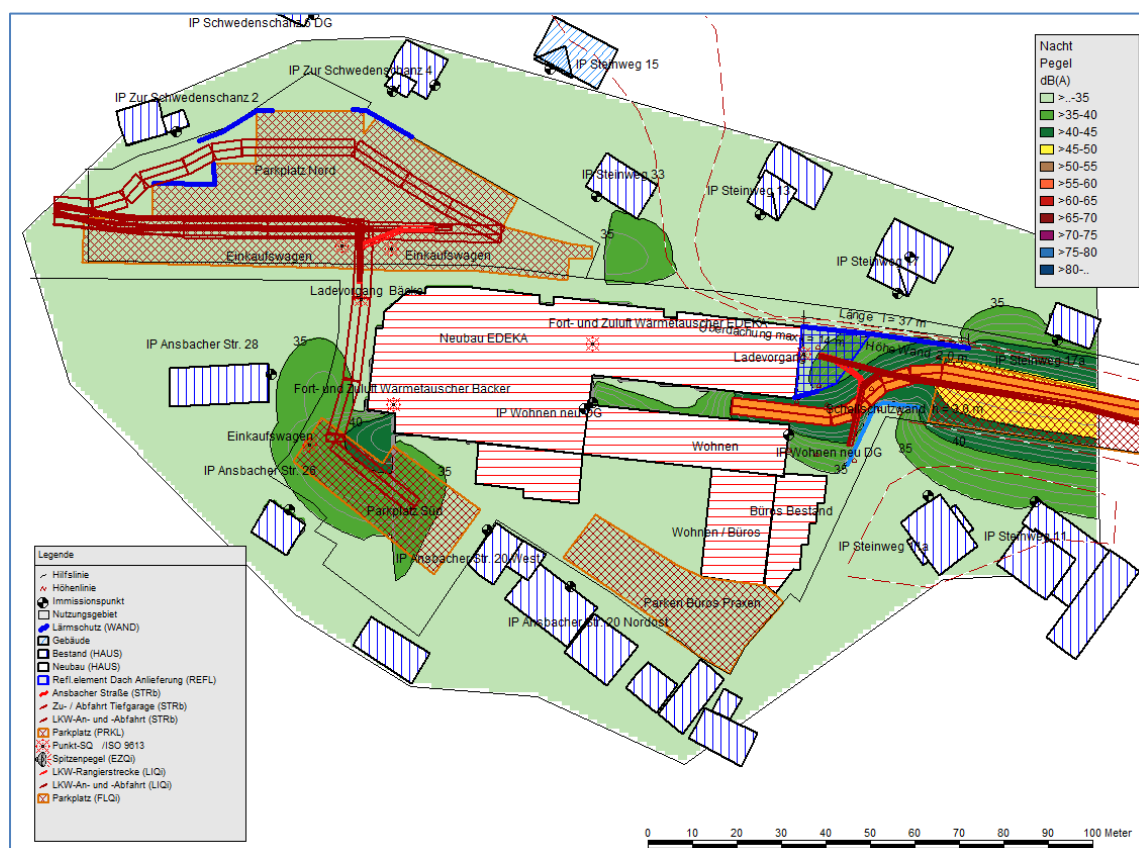 IP Schwedenschanz 6 DG
Nacht
Pegel
dB(A)
>..-35
>35-40
>40-45
>45-50
>50-55
>55-60
>60-65
>65-70
>70-75
>75-80
>80-..
IP Steinweg 15
IP Zur Schwedenschanz 4
IP Zur Schwedenschanz 2
Parkplatz Nord
IP Steinweg 33
IP Steinweg 13
35
Einkaufswagen
Einkaufswagen
IP Steinweg
Ladevorgang Bäcker
35
Länge l = 37 m
Fort- und Zuluft Wärmetauscher EDEKA
Überdachung max
Neubau EDEKA
35
IP Ansbacher Str. 28
Höhe Wand 2,0 m
Ladevorgang
IP Steinweg 17a
Fort- und Zuluft Wärmetauscher Bäcker
IP Wohnen neu DG
Schallschutzwand h = 3,0 m
40
Einkaufswagen
Wohnen
IP Wohnen neu DG
35
40
35
IP Ansbacher Str. 26
35
Parkplatz Süd
Büros Bestand
Wohnen / Büros
IP Steinweg 11a
IP Steinweg 11
IP Ansbacher Str. 20 West
Parken Büros Praxen
IP Ansbacher Str. 20 Nordost
Legende
Hilfslinie
Höhenlinie
Immissionspunkt
Nutzungsgebiet
Lärmschutz (WAND)
Gebäude
Bestand (HAUS)
Neubau (HAUS)
Refl.element Dach Anlieferung (REFL)
Ansbacher Straße (STRb)
Zu- / Abfahrt Tiefgarage (STRb)
LKW-An- und -Abfahrt (STRb)
Parkplatz (PRKL)
Punkt-SQ /ISO 9613
Spitzenpegel (EZQi)
LKW-Rangierstrecke (LIQi)
LKW-An- und -Abfahrt (LIQi)
Parkplatz (FLQi)
0 10 20 30 40 50 60 70 80 90 100 Meter